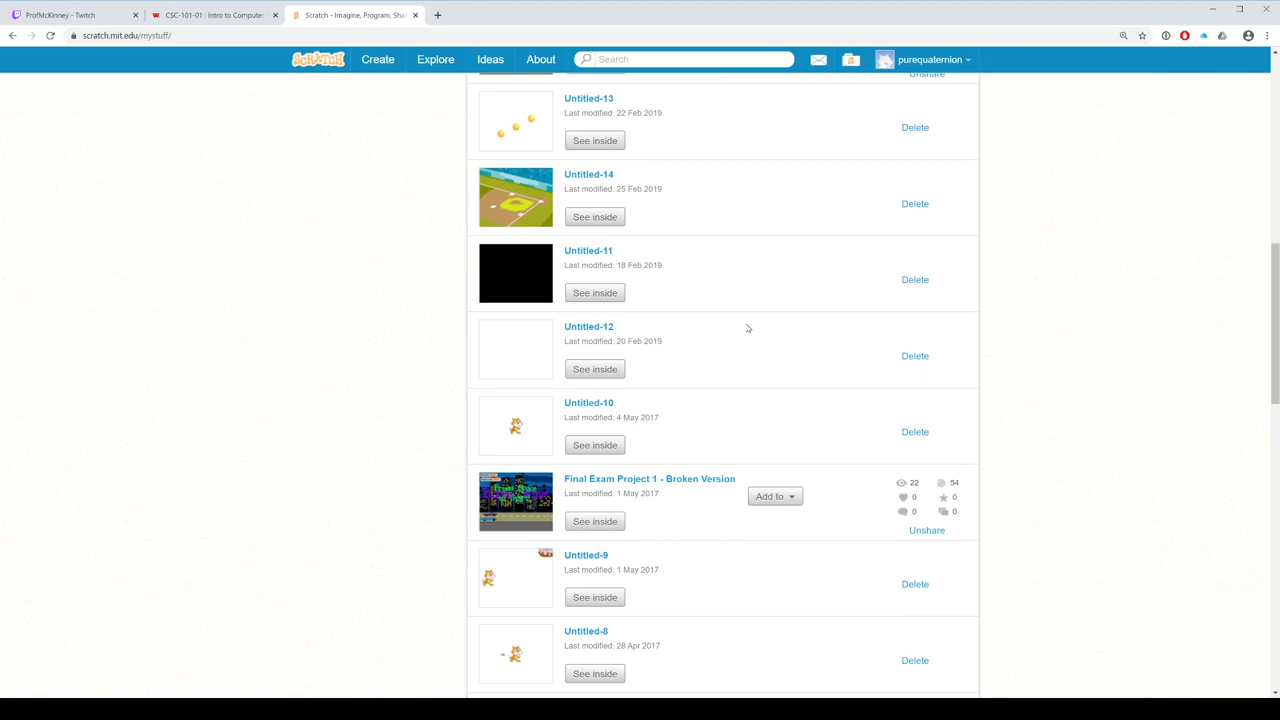 ProfMcKinney - Twitch
CSC-101-01 : Intro to Computer
Scratch - Imagine, Program, Sha
scratch.mit.edu/mystuff/
SCRATCH
Create
Explore
Ideas
About
Search
purequaternion
Unshare
Untitled-13
Last modified: 22 Feb 2019
See inside
Delete
Untitled-14
Last modified: 25 Feb 2019
See inside
Delete
Untitled-11
Last modified: 18 Feb 2019
See inside
Delete
Untitled-12
Last modified: 20 Feb 2019
See inside
Delete
Untitled-10
Last modified: 4 May 2017
See inside
Delete
Final Exam Project 1 - Broken Version
Last modified: 1 May 2017
See inside
Add to
22 54
0 0
0 0
Unshare
Untitled-9
Last modified: 1 May 2017
See inside
Delete
Untitled-8
Last modified: 28 Apr 2017
See inside
Delete